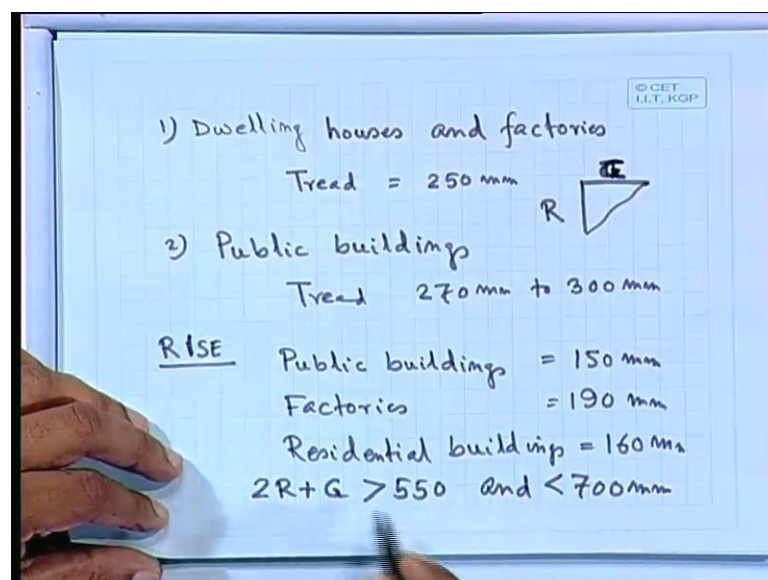 © CET
I.I.T. KGP
1) Dwelling houses and factories
Tread = 250 mm
R
2) Public buildings
Tread 270 mm to 300 mm
RISE Public buildings = 150 mm
Factories = 190 mm
Residential buildings = 160 mm
2R+G > 550 and < 700 mm